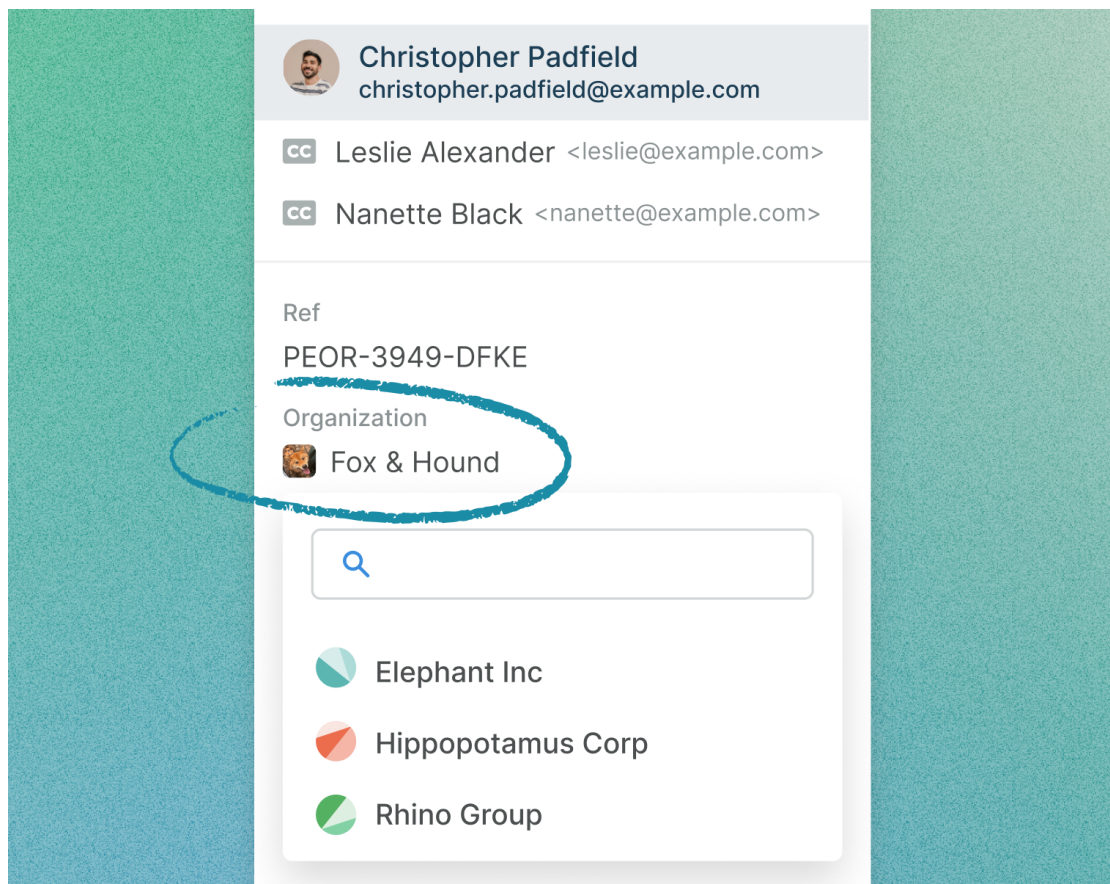 Christopher Padfield
christopher.padfield@example.com
CC Leslie Alexander <leslie@example.com>
CC Nanette Black <nanette@example.com>
Ref
PEOR-3949-DFKE
Organization
Fox & Hound
Elephant Inc
Hippopotamus Corp
Rhino Group